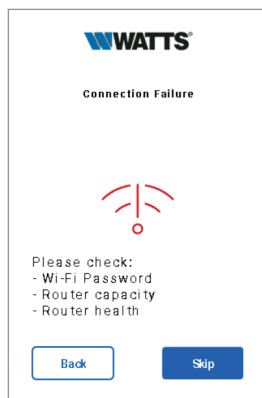 WATTS®
Connection Failure
Please check:
- Wi-Fi Password
- Router capacity
- Router health
Back
Skip